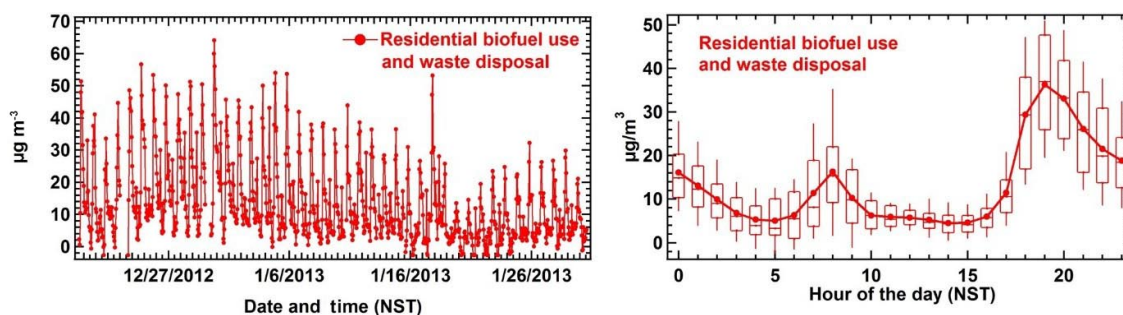 70
60
50
40
30
20
10
0
µg m⁻³
Residential biofuel use
and waste disposal
12/27/2012 1/6/2013 1/16/2013 1/26/2013
Date and time (NST)
50
40
30
20
10
0
µg/m³
Residential biofuel use
and waste disposal
0 5 10 15 20
Hour of the day (NST)